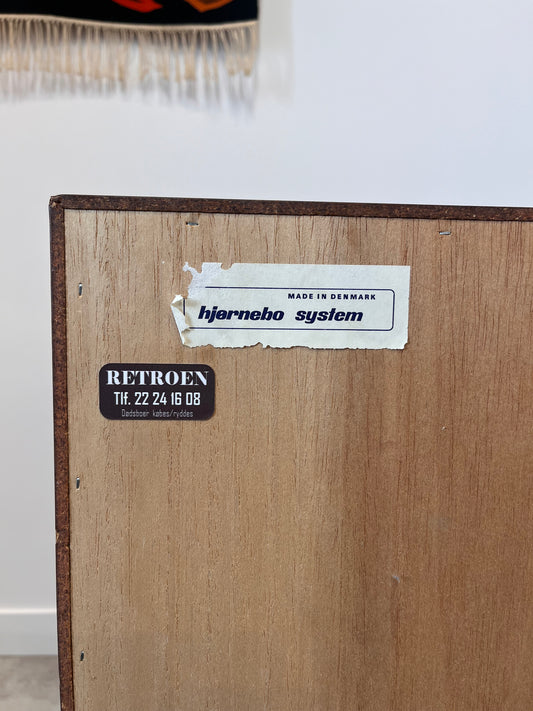 MADE IN DENMARK
hjørnebo system
RETROEN
Tlf. 22 24 16 08
Dødsboer købes/ryddes